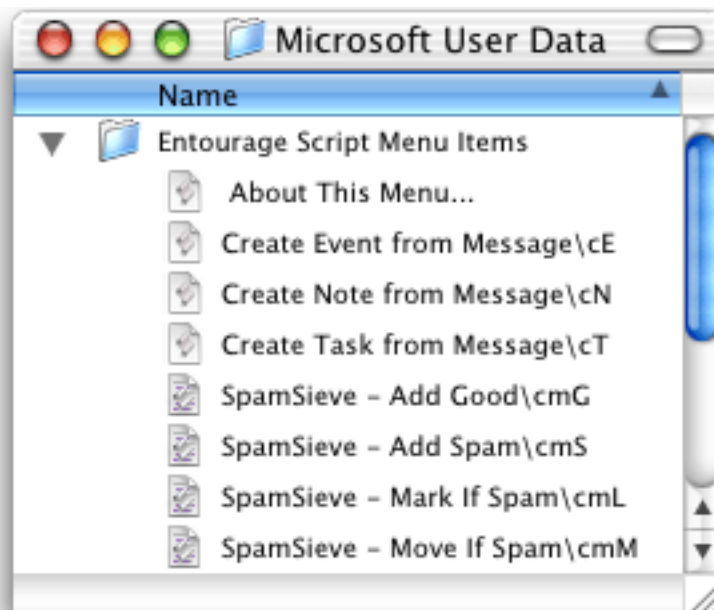 Microsoft User Data
Name
Entourage Script Menu Items
About This Menu...
Create Event from Message\cE
Create Note from Message\cN
Create Task from Message\cT
SpamSieve – Add Good\cmG
SpamSieve – Add Spam\cmS
SpamSieve – Mark If Spam\cmL
SpamSieve – Move If Spam\cmM